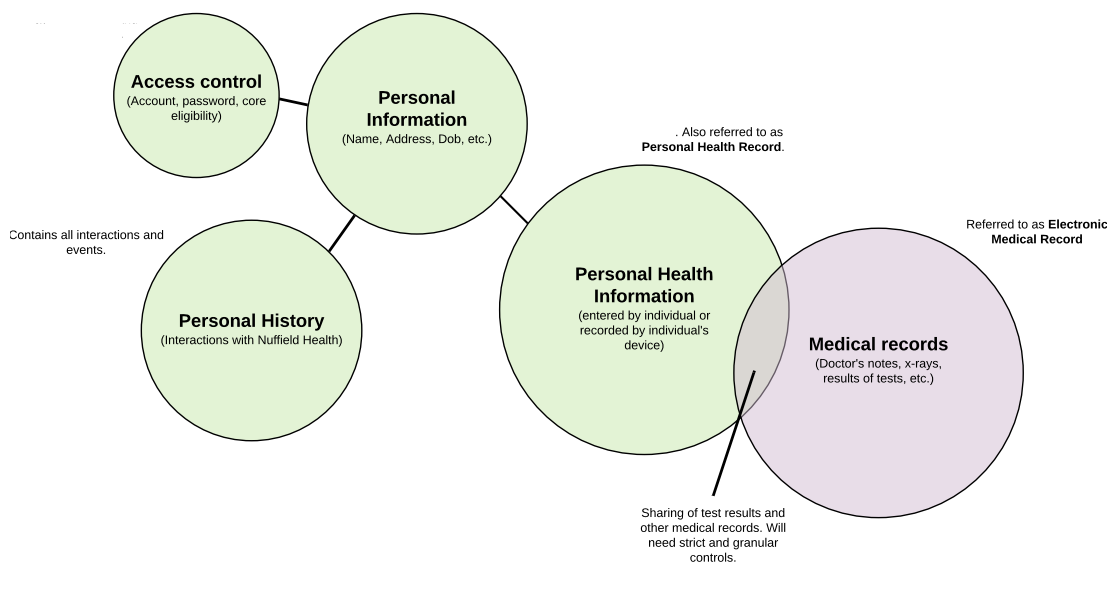 Access control
(Account, password, core
eligibility)
Personal
Information
(Name, Address, Dob, etc.)
. Also referred to as
Personal Health Record.
Contains all interactions and
events.
Referred to as Electronic
Medical Record
Personal History
(Interactions with Nuffield Health)
Personal Health
Information
(entered by individual or
recorded by individual's
device)
Medical records
(Doctor's notes, x-rays,
results of tests, etc.)
Sharing of test results and
other medical records. Will
need strict and granular
controls.